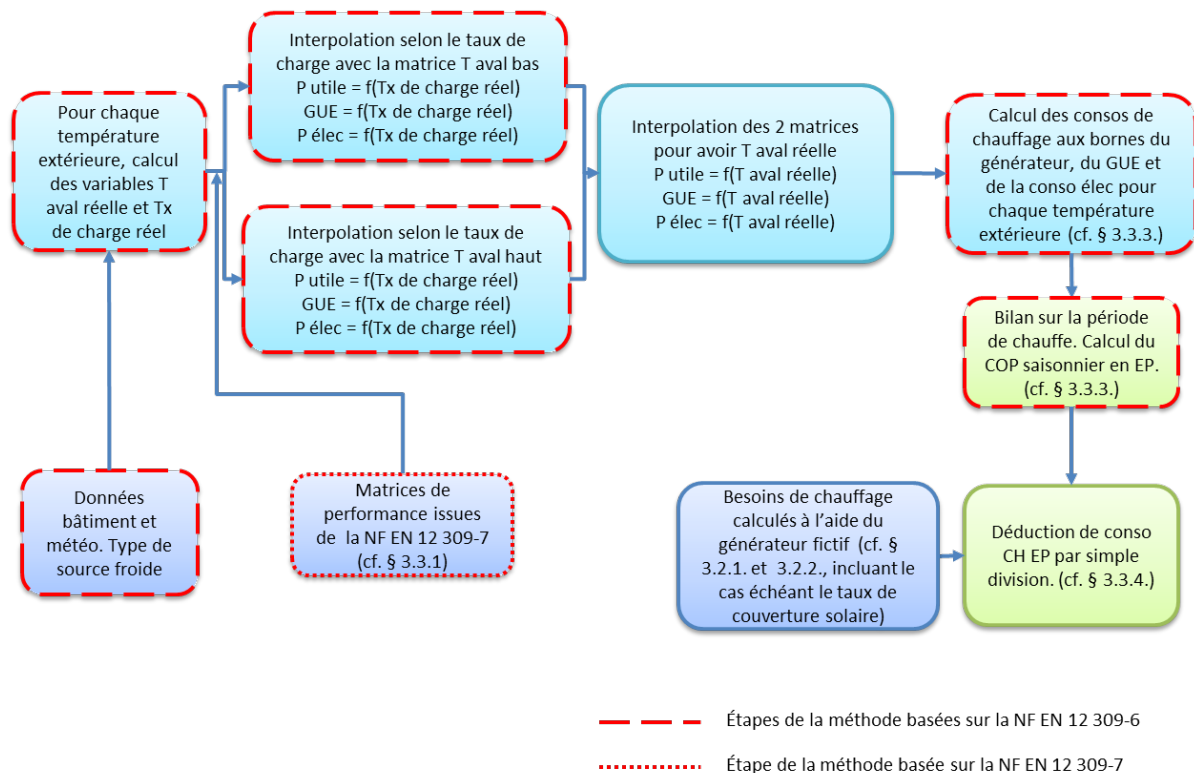 Pour chaque
température
extérieure, calcul
des variables T
aval réelle et Tx
de charge réel
Interpolation selon le taux de
charge avec la matrice T aval bas
P utile = f(Tx de charge réel)
GUE = f(Tx de charge réel)
P élec = f(Tx de charge réel)
Interpolation selon le taux de
charge avec la matrice T aval haut
P utile = f(Tx de charge réel)
GUE = f(Tx de charge réel)
P élec = f(Tx de charge réel)
Interpolation des 2 matrices
pour avoir T aval réelle
P utile = f(T aval réelle)
GUE = f(T aval réelle)
P élec = f(T aval réelle)
Calcul des consos de
chauffage aux bornes du
générateur, du GUE et
de la conso élec pour
chaque température
extérieure (cf. § 3.3.3.)
Bilan sur la période
de chauffe. Calcul du
COP saisonnier en EP.
(cf. § 3.3.3.)
Données
bâtiment et
météo. Type de
source froide
Matrices de
performance issues
de la NF EN 12 309-7
(cf. § 3.3.1)
Besoins de chauffage
calculés à l’aide du
générateur fictif (cf. §
3.2.1. et 3.2.2., incluant le
cas échéant le taux de
couverture solaire)
Déduction de conso
CH EP par simple
division. (cf. § 3.3.4.)
Étapes de la méthode basées sur la NF EN 12 309-6
Étape de la méthode basée sur la NF EN 12 309-7